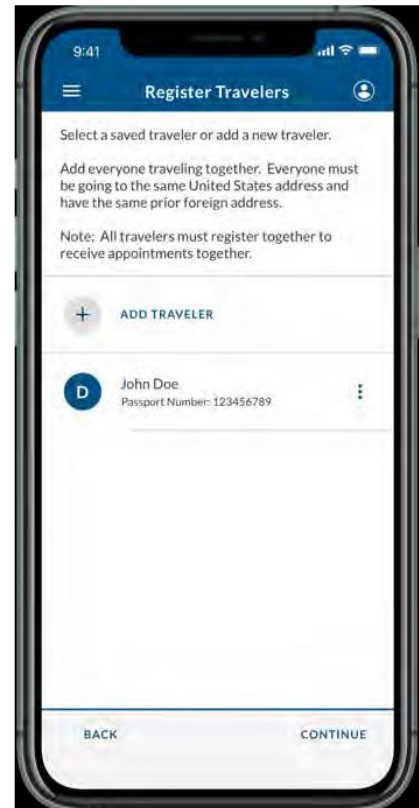 9:41
Register Travelers
Select a saved traveler or add a new traveler.
Add everyone traveling together. Everyone must
be going to the same United States address and
have the same prior foreign address.
Note: All travelers must register together to
receive appointments together.
+ ADD TRAVELER
D
John Doe
Passport Number: 123456789
BACK CONTINUE